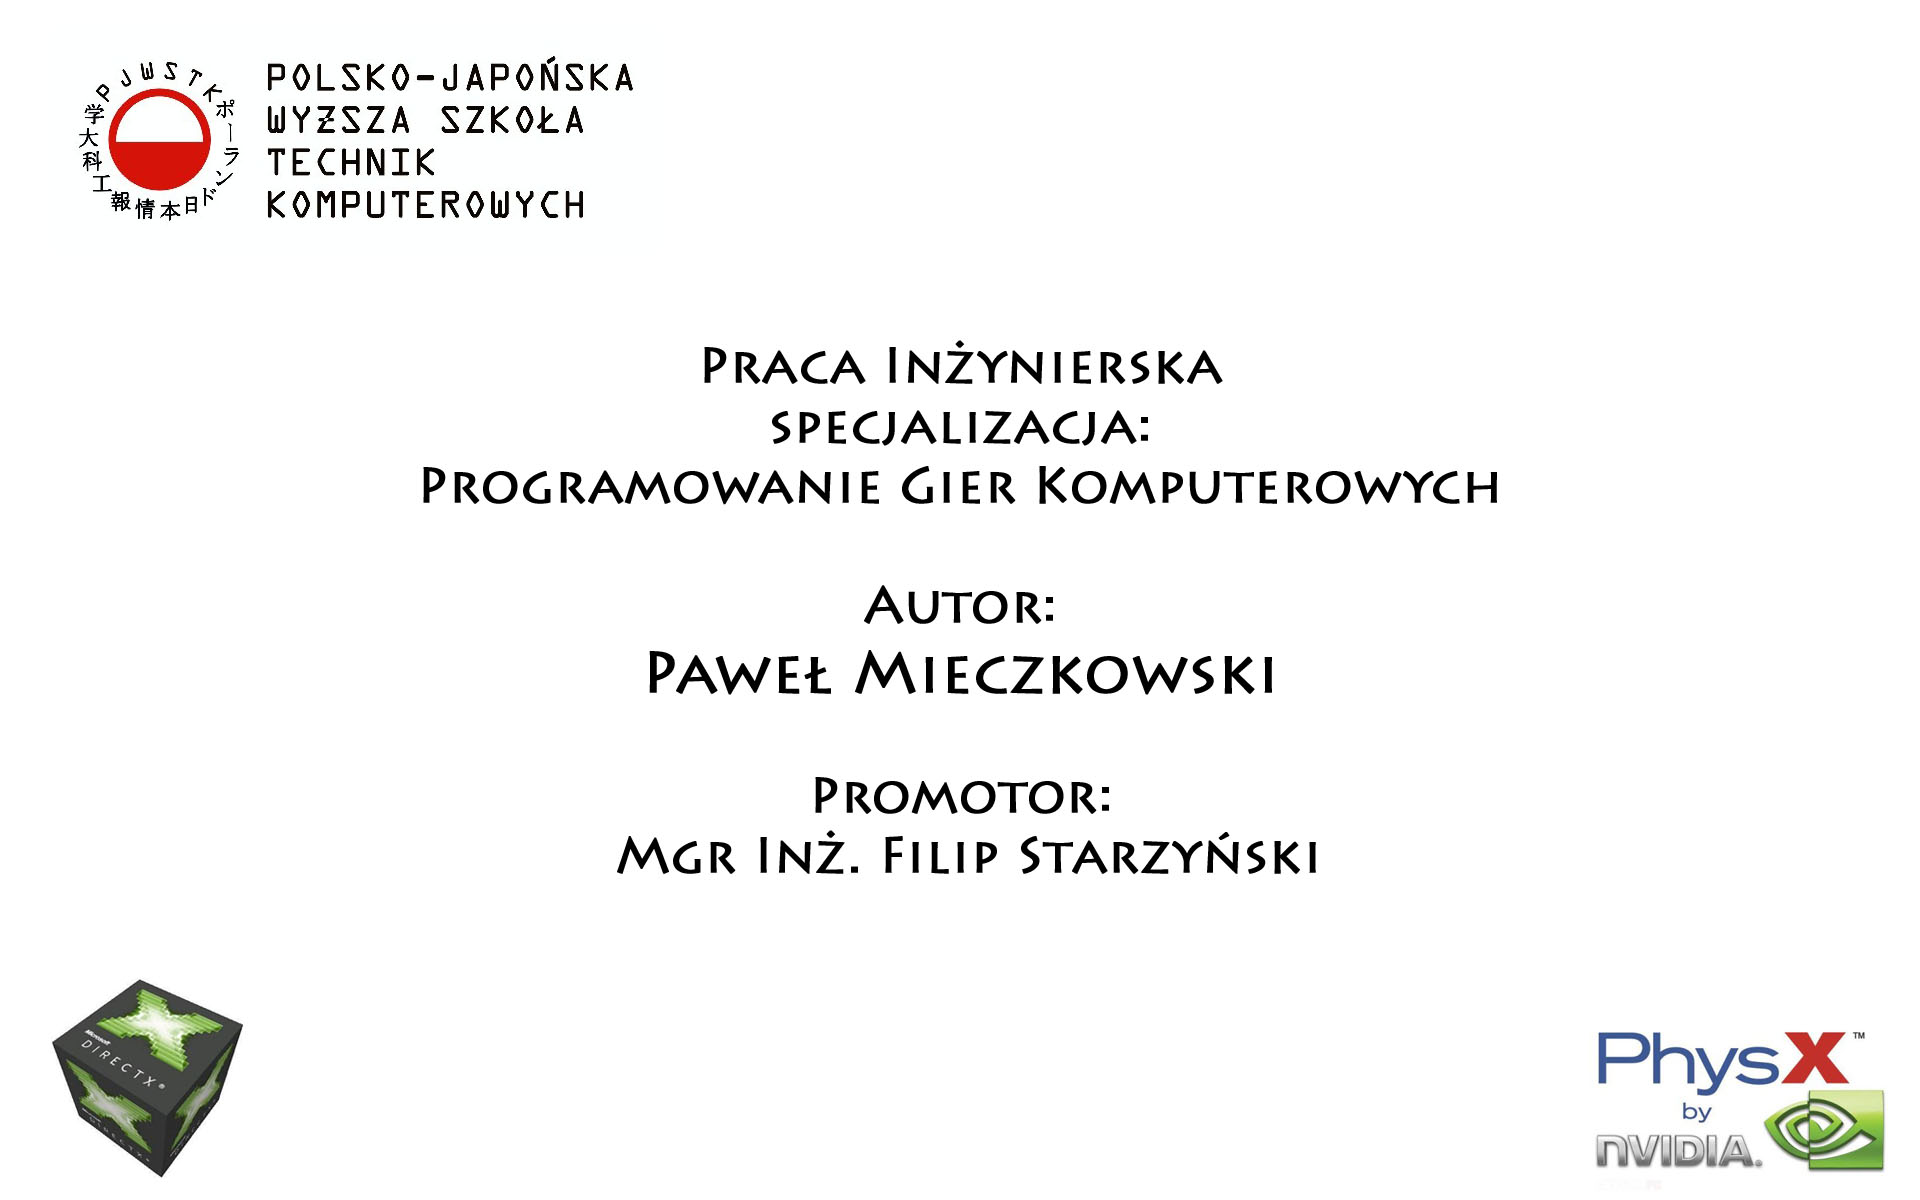 PJWSTK
ポーランド日本情報工科大学
POLSKO-JAPOŃSKA
WYŻSZA SZKOŁA
TECHNIK
KOMPUTEROWYCH
Praca Inżynierska
specjalizacja:
Programowanie Gier Komputerowych
Autor:
Paweł Mieczkowski
Promotor:
Mgr Inż. Filip Starzyński
Microsoft
DIRECTX®
DIRECTX®
PhysX™
by
NVIDIA.